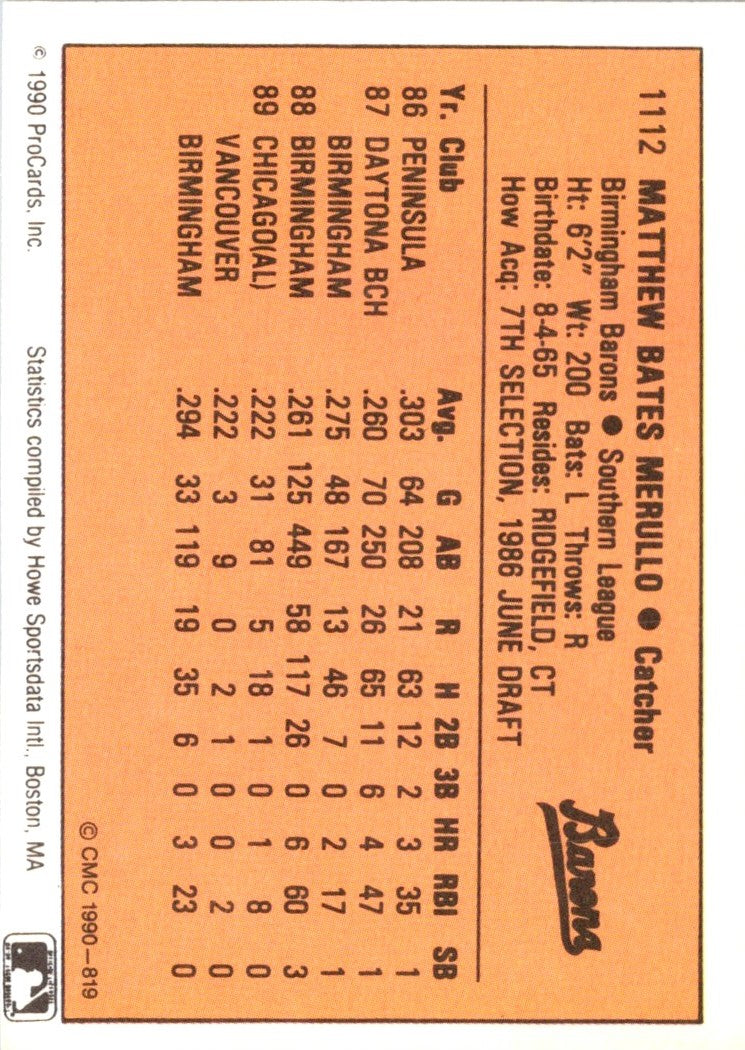 1112 MATTHEW BATES MERULLO ● Catcher
Birmingham Barons ● Southern League
Ht: 6'2" Wt: 200 Bats: L Throws: R
Birthdate: 8-4-65 Resides: RIDGEFIELD, CT
How Acq: 7TH SELECTION, 1986 JUNE DRAFT
Barons
Yr. Club Avg. G AB R H 2B 3B HR RBI SB
86 PENINSULA .303 64 208 21 63 12 2 3 35 1
87 DAYTONA BCH .260 70 250 26 65 11 6 4 47 1
BIRMINGHAM .275 48 167 13 46 7 0 2 17 1
88 BIRMINGHAM .261 125 449 58 117 26 0 6 60 3
89 CHICAGO(AL) .222 31 81 5 18 1 0 1 8 0
VANCOUVER .222 3 9 0 2 1 0 0 2 0
BIRMINGHAM .294 33 119 19 35 6 0 3 23 0
© CMC 1990—819
© 1990 ProCards, Inc. Statistics compiled by Howe Sportsdata Intl., Boston, MA